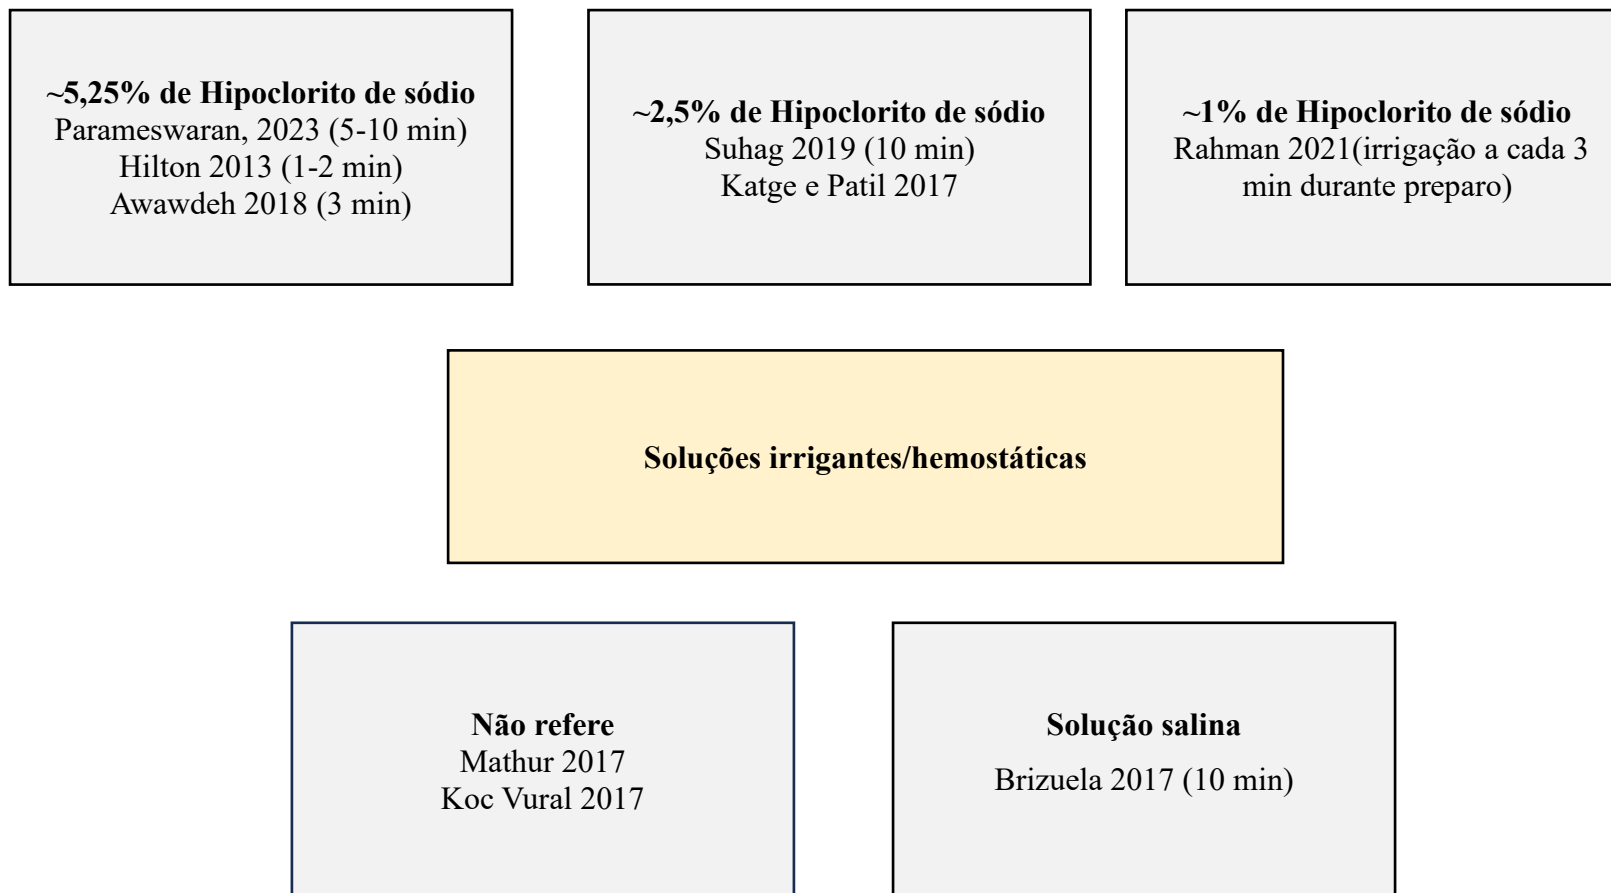 ~5,25% de Hipoclorito de sódio
Parameswaran, 2023 (5-10 min)
Hilton 2013 (1-2 min)
Awawdeh 2018 (3 min)
~2,5% de Hipoclorito de sódio
Suhag 2019 (10 min)
Katge e Patil 2017
~1% de Hipoclorito de sódio
Rahman 2021(irrigação a cada 3
min durante preparo)
Soluções irrigantes/hemostáticas
Não refere
Mathur 2017
Koc Vural 2017
Solução salina
Brizuela 2017 (10 min)